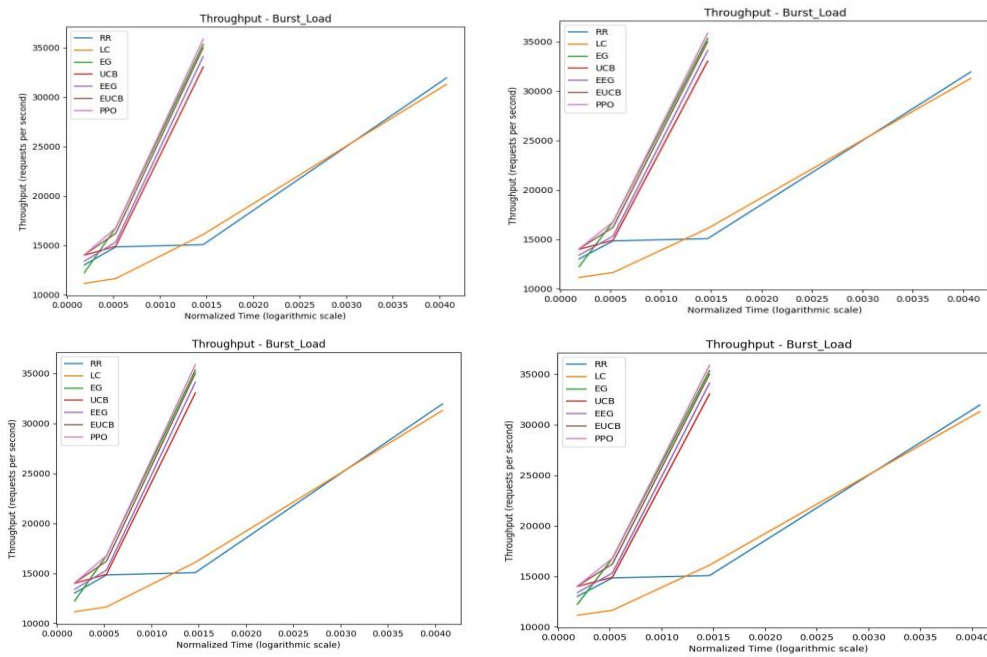 Throughput - Burst_Load
RR
LC
EG
UCB
EEG
EUCB
PPO
Throughput (requests per second)
35000
30000
25000
20000
15000
10000
0.0000 0.0005 0.0010 0.0015 0.0020 0.0025 0.0030 0.0035 0.0040
Normalized Time (logarithmic scale)
Throughput - Burst_Load
RR
LC
EG
UCB
EEG
EUCB
PPO
Throughput (requests per second)
35000
30000
25000
20000
15000
10000
0.0000 0.0005 0.0010 0.0015 0.0020 0.0025 0.0030 0.0035 0.0040
Normalized Time (logarithmic scale)
Throughput - Burst_Load
RR
LC
EG
UCB
EEG
EUCB
PPO
Throughput (requests per second)
35000
30000
25000
20000
15000
10000
0.0000 0.0005 0.0010 0.0015 0.0020 0.0025 0.0030 0.0035 0.0040
Normalized Time (logarithmic scale)
Throughput - Burst_Load
RR
LC
EG
UCB
EEG
EUCB
PPO
Throughput (requests per second)
35000
30000
25000
20000
15000
10000
0.0000 0.0005 0.0010 0.0015 0.0020 0.0025 0.0030 0.0035 0.0040
Normalized Time (logarithmic scale)